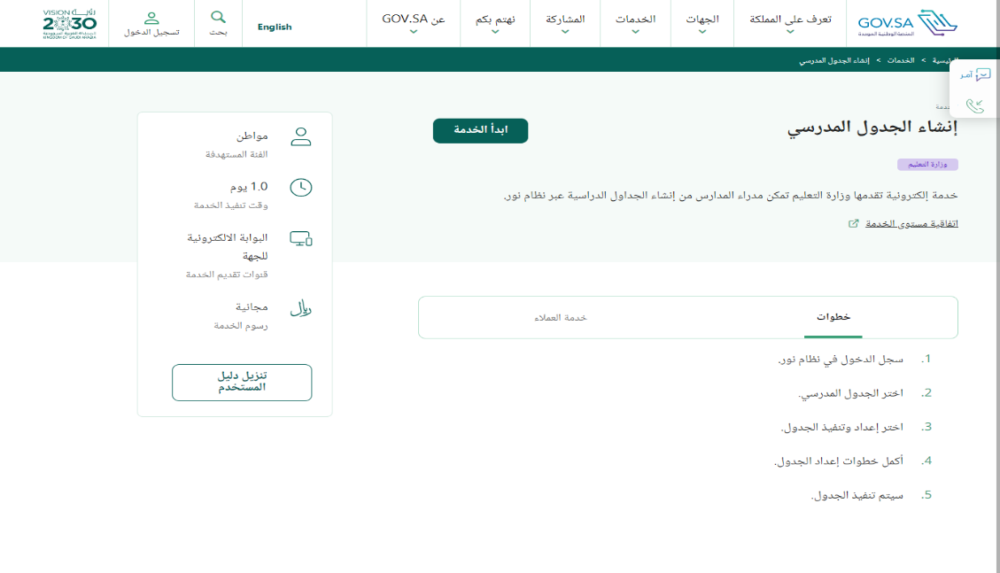 GOV.SA
المنصة الوطنية الموحدة
تعرف على المملكة
الجهات
الخدمات
المشاركة
نهتم بكم
عن GOV.SA
English
بحث
تسجيل الدخول
VISION رؤيــــة
2030
المملكة العربية السعودية
KINGDOM OF SAUDI ARABIA
الرئيسية > الخدمات > إنشاء الجدول المدرسي
آمر
إنشاء الجدول المدرسي
ابدأ الخدمة
وزارة التعليم
خدمة إلكترونية تقدمها وزارة التعليم تمكن مدراء المدارس من إنشاء الجداول الدراسية عبر نظام نور.
اتفاقية مستوى الخدمة
مواطن
الفئة المستهدفة
1.0 يوم
وقت تنفيذ الخدمة
البوابة الالكترونية
للجهة
قنوات تقديم الخدمة
مجانية
رسوم الخدمة
تنزيل دليل
المستخدم
خطوات
خدمة العملاء
1. سجل الدخول في نظام نور.
2. اختر الجدول المدرسي.
3. اختر إعداد وتنفيذ الجدول.
4. أكمل خطوات إعداد الجدول.
5. سيتم تنفيذ الجدول.